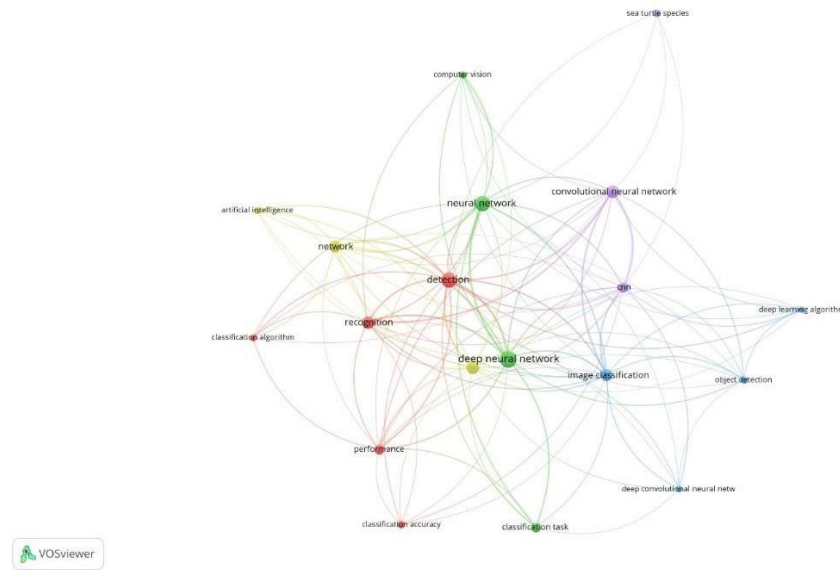 sea turtle species
computer vision
convolutional neural network
neural network
artificial intelligence
network
detection
cnn
deep learning algorithm
recognition
classification algorithm
deep neural network
image classification
object detection
performance
deep convolutional neural netw
classification accuracy
classification task
VOSviewer